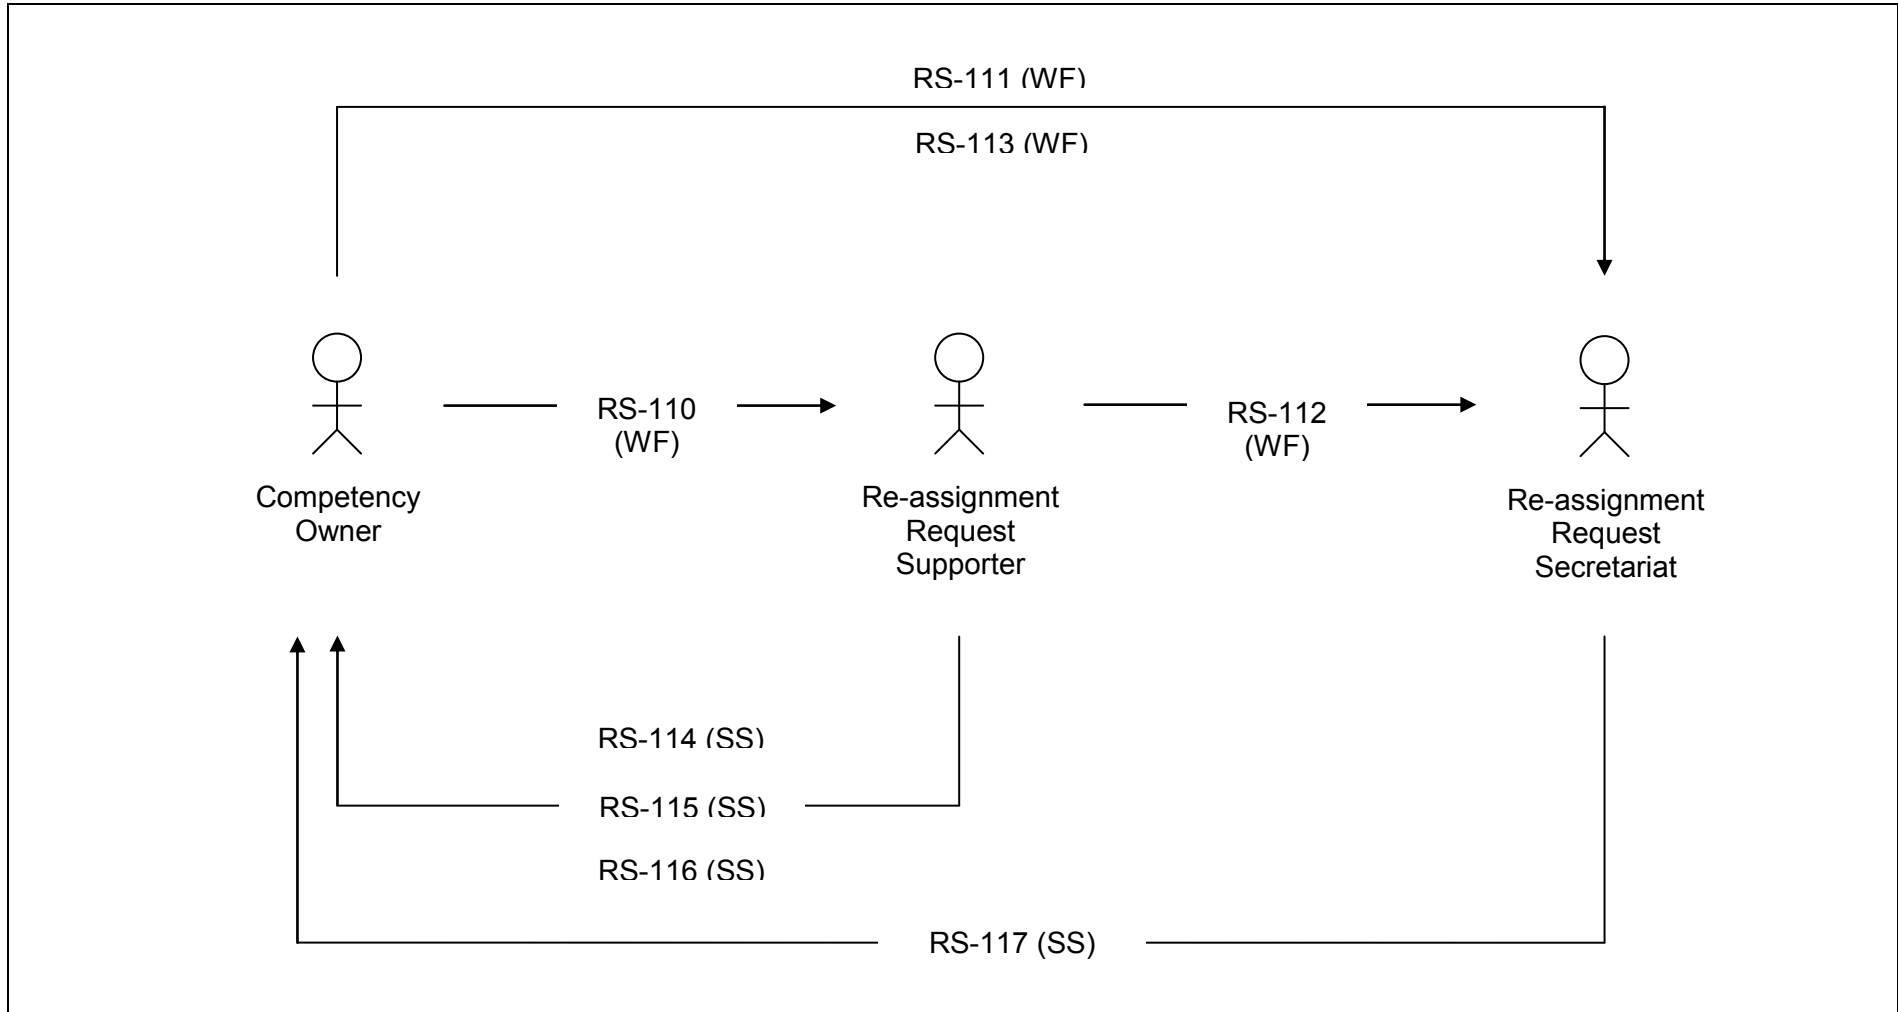 RS-111 (WF)
RS-113 (WF)
RS-110
(WF)
RS-112
(WF)
Competency
Owner
Re-assignment
Request
Supporter
Re-assignment
Request
Secretariat
RS-114 (SS)
RS-115 (SS)
RS-116 (SS)
RS-117 (SS)